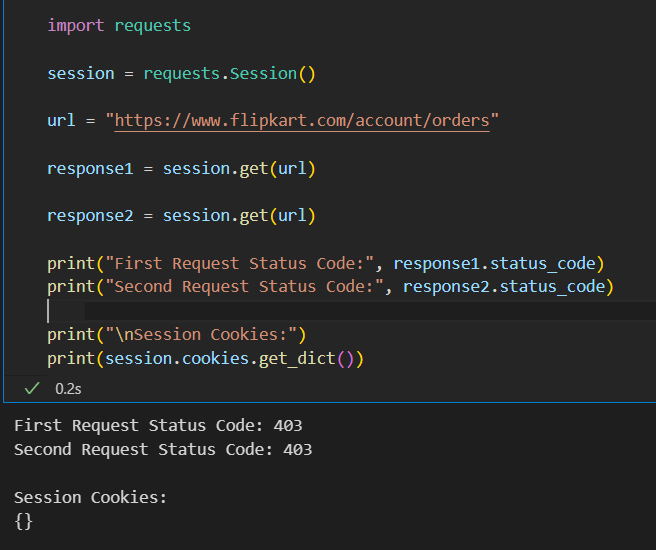 import requests
session = requests.Session()
url = "https://www.flipkart.com/account/orders"
response1 = session.get(url)
response2 = session.get(url)
print("First Request Status Code:", response1.status_code)
print("Second Request Status Code:", response2.status_code)
print("\nSession Cookies:")
print(session.cookies.get_dict())
0.2s
First Request Status Code: 403
Second Request Status Code: 403
Session Cookies:
{}